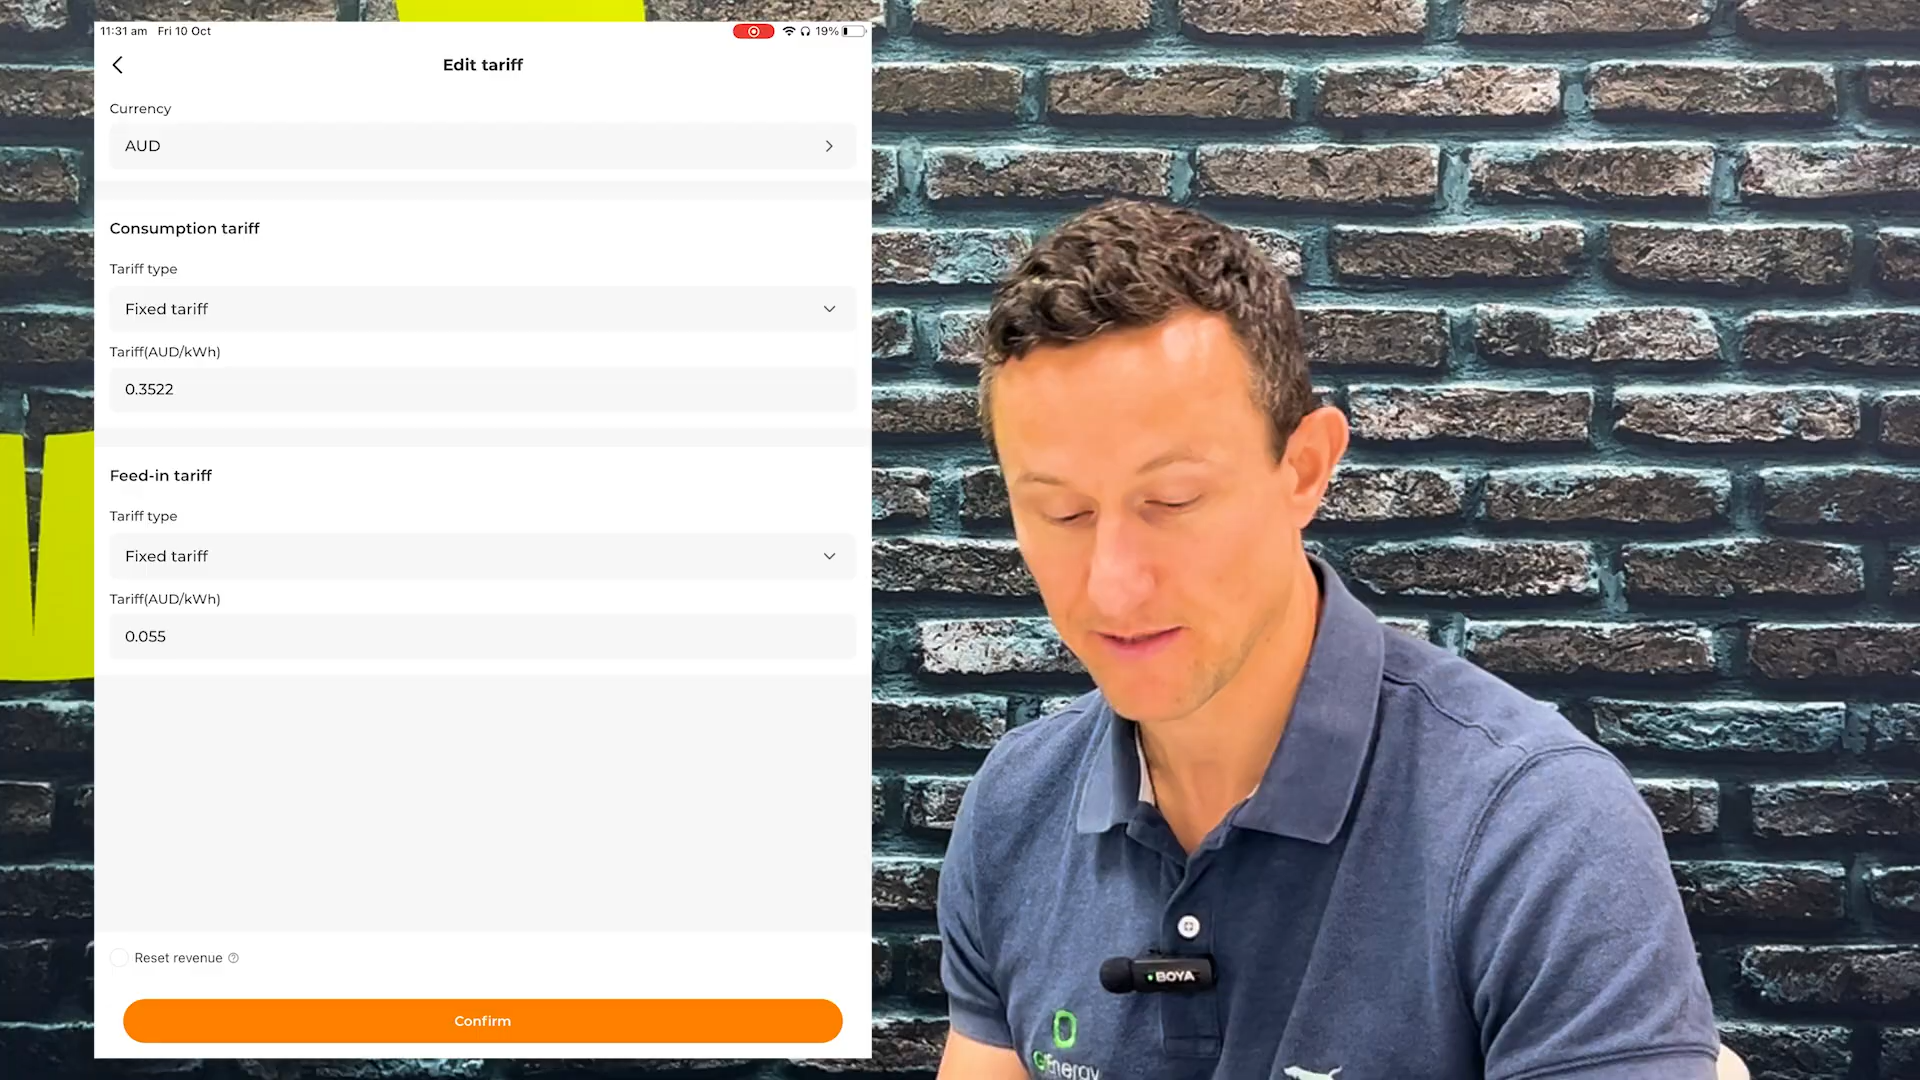 11:31 am Fri 10 Oct
19%
Edit tariff
Currency
AUD
Consumption tariff
Tariff type
Fixed tariff
Tariff(AUD/kWh)
0.3522
Feed-in tariff
Tariff type
Fixed tariff
Tariff(AUD/kWh)
0.055
Reset revenue
Confirm
BOYA
Energy